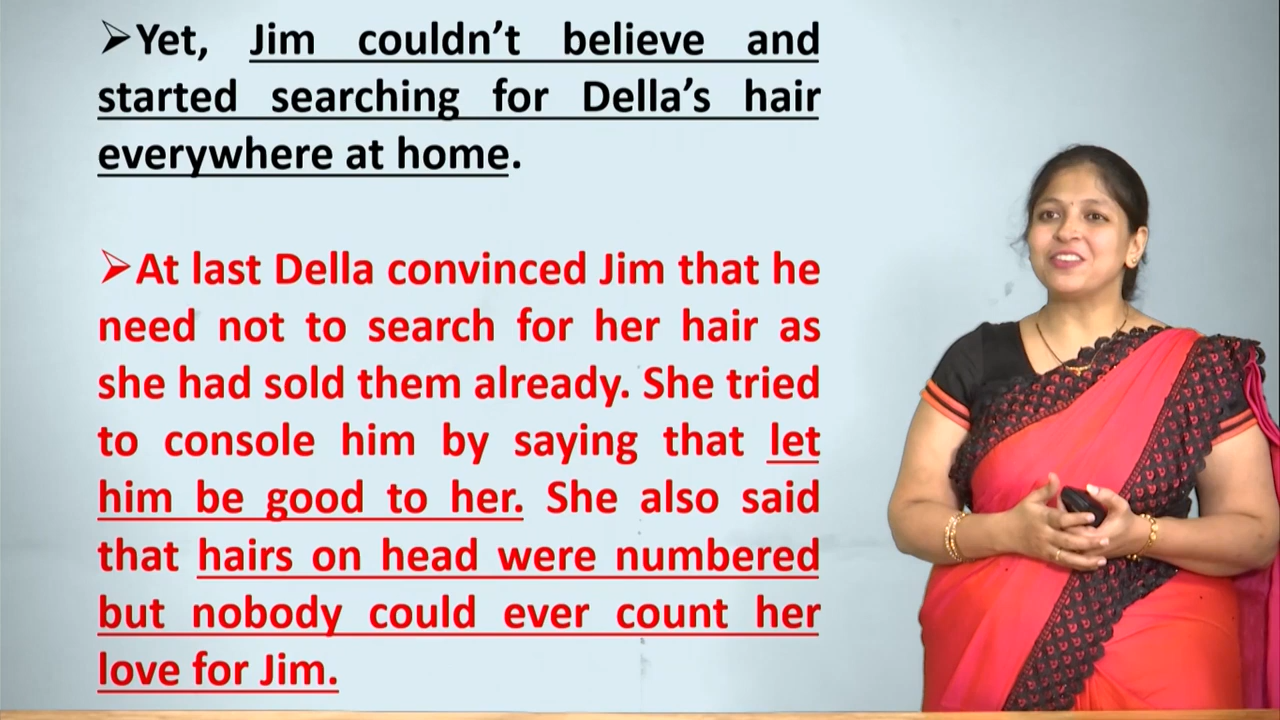 ➢Yet, Jim couldn’t believe and
started searching for Della’s hair
everywhere at home.
➢At last Della convinced Jim that he
need not to search for her hair as
she had sold them already. She tried
to console him by saying that let
him be good to her. She also said
that hairs on head were numbered
but nobody could ever count her
love for Jim.